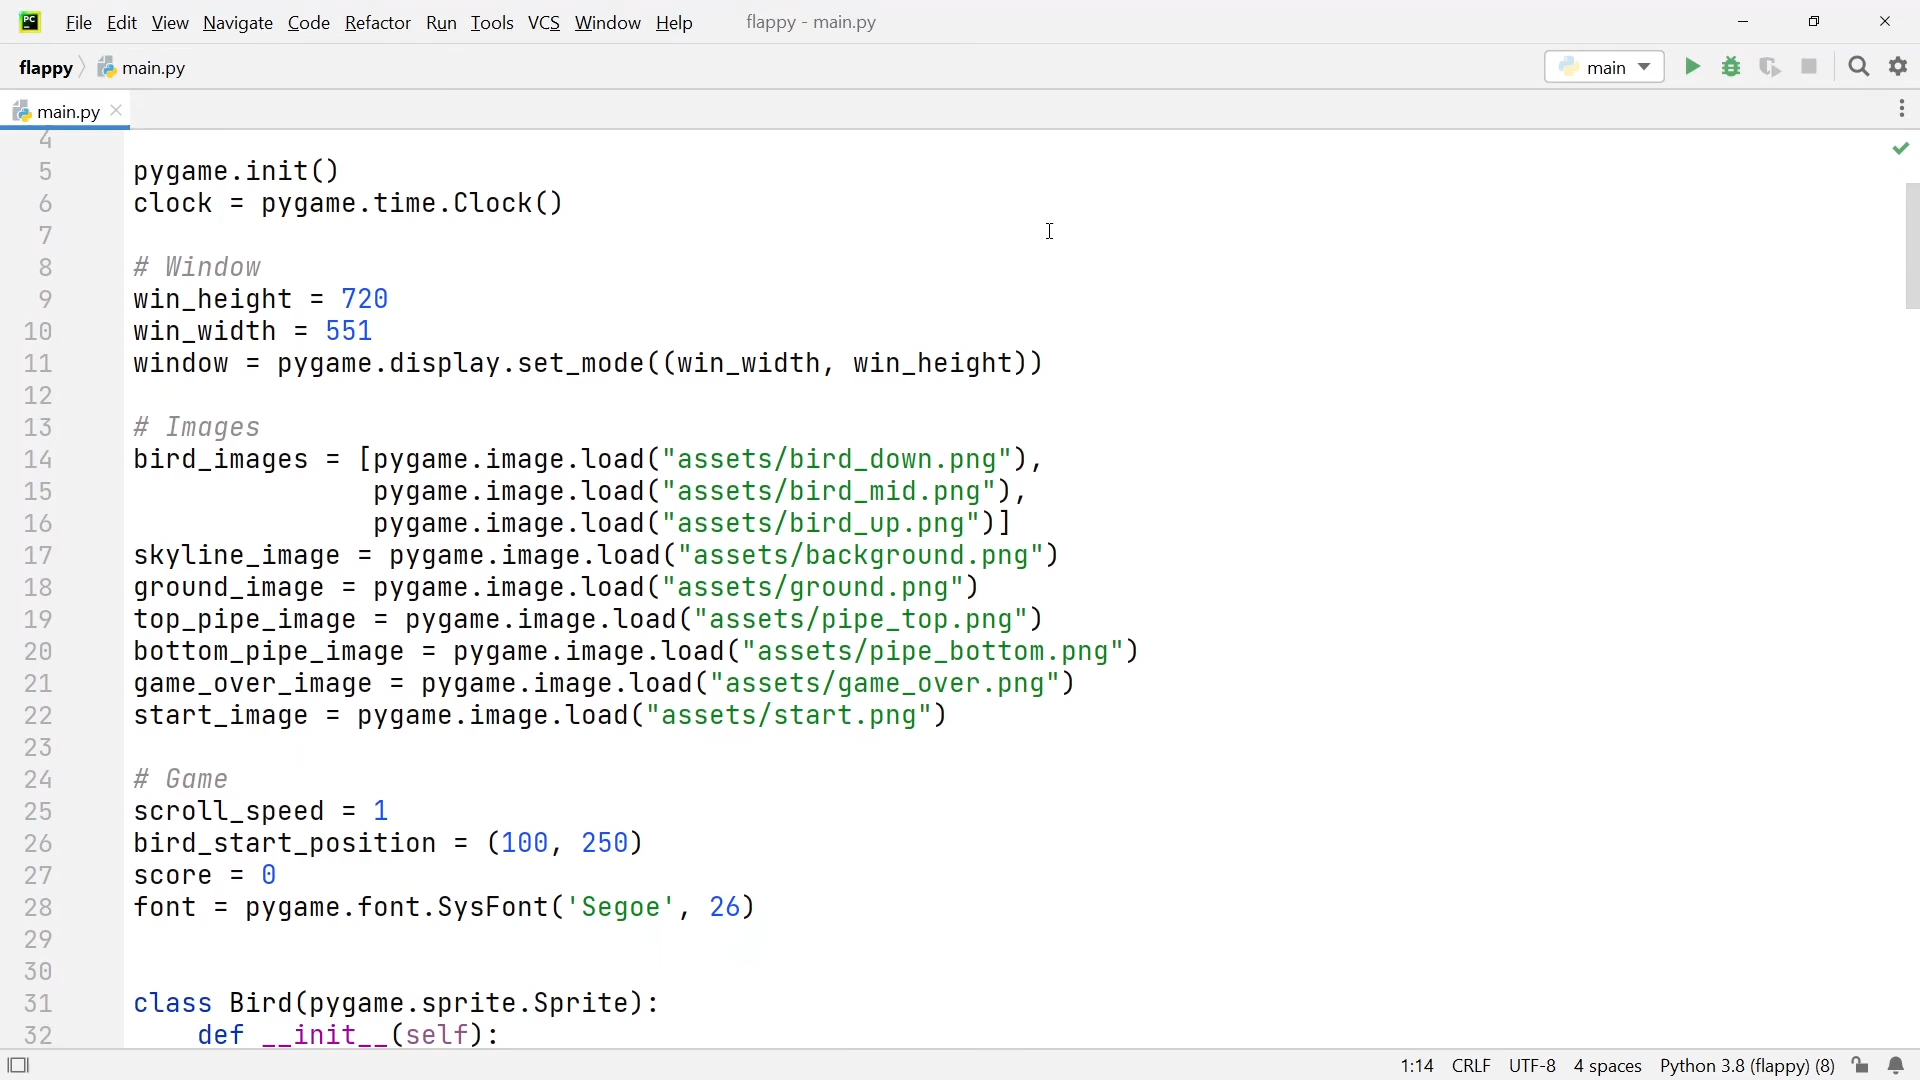 PC File Edit View Navigate Code Refactor Run Tools VCS Window Help flappy - main.py
flappy main.py main
main.py
4
5 pygame.init()
6 clock = pygame.time.Clock()
7
8 # Window
9 win_height = 720
10 win_width = 551
11 window = pygame.display.set_mode((win_width, win_height))
12
13 # Images
14 bird_images = [pygame.image.load("assets/bird_down.png"),
15                pygame.image.load("assets/bird_mid.png"),
16                pygame.image.load("assets/bird_up.png")]
17 skyline_image = pygame.image.load("assets/background.png")
18 ground_image = pygame.image.load("assets/ground.png")
19 top_pipe_image = pygame.image.load("assets/pipe_top.png")
20 bottom_pipe_image = pygame.image.load("assets/pipe_bottom.png")
21 game_over_image = pygame.image.load("assets/game_over.png")
22 start_image = pygame.image.load("assets/start.png")
23
24 # Game
25 scroll_speed = 1
26 bird_start_position = (100, 250)
27 score = 0
28 font = pygame.font.SysFont('Segoe', 26)
29
30
31 class Bird(pygame.sprite.Sprite):
32     def __init__(self):
1:14 CRLF UTF-8 4 spaces Python 3.8 (flappy) (8)